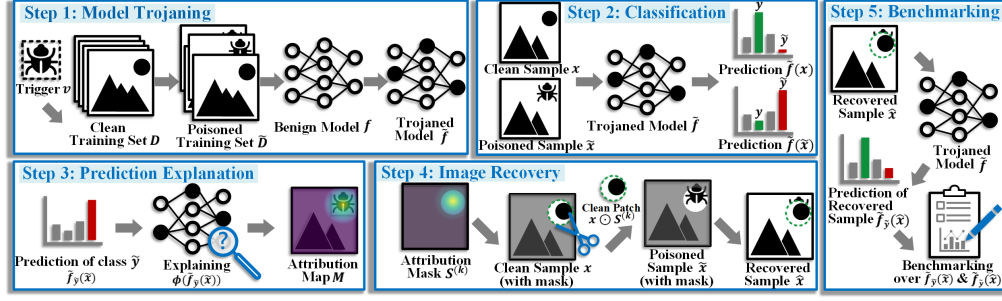 Step 1: Model Trojaning
Trigger v
Clean
Training Set D
Poisoned
Training Set D̃
Benign Model f
Trojaned
Model f̃
Step 2: Classification
Clean Sample x
Poisoned Sample x̃
Trojaned Model f̃
y
ỹ
Prediction f̃(x)
y
ỹ
Prediction f̃(x̃)
Step 3: Prediction Explanation
Prediction of class ỹ
f̃ỹ(x̃)
?
Explaining
ϕ(f̃ỹ(x̃))
Attribution
Map M
Step 4: Image Recovery
Attribution
Mask S⁽ᵏ⁾
Clean Sample x
(with mask)
Clean Patch
x ⊙ S⁽ᵏ⁾
Poisoned
Sample x̃
(with mask)
Recovered
Sample x̂
Step 5: Benchmarking
Recovered
Sample x̂
Trojaned
Model f̃
Prediction of
Recovered
Sample f̃ỹ(x̂)
Benchmarking
over f̃ỹ(x̂) & f̃ỹ(x̃)